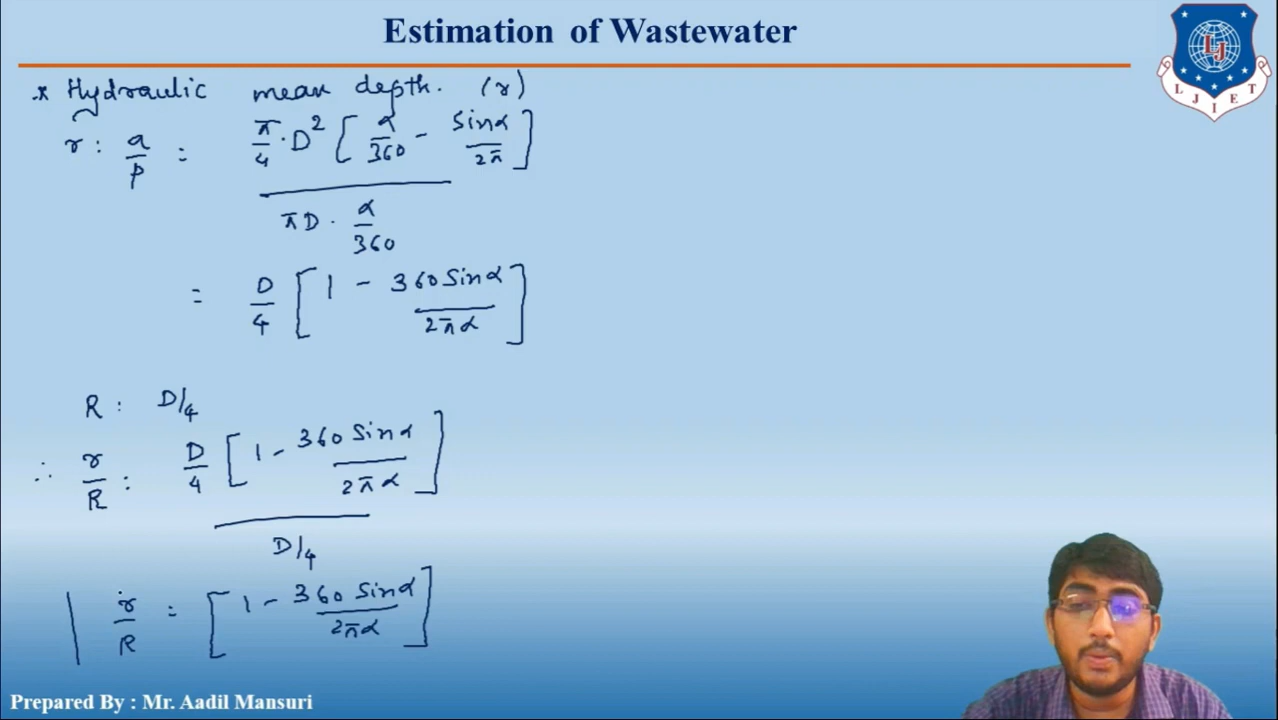 Estimation of Wastewater
LJIET
* Hydraulic mean depth. (r)
r : a/p = π/4 · D² [ α/360 - Sinα/2π ] / πD · α/360
= D/4 [ 1 - 360 Sinα/2πα ]
R : D/4
∴ r/R : D/4 [ 1 - 360 Sinα/2πα ] / D/4
r/R = [ 1 - 360 Sinα/2πα ]
Prepared By : Mr. Aadil Mansuri